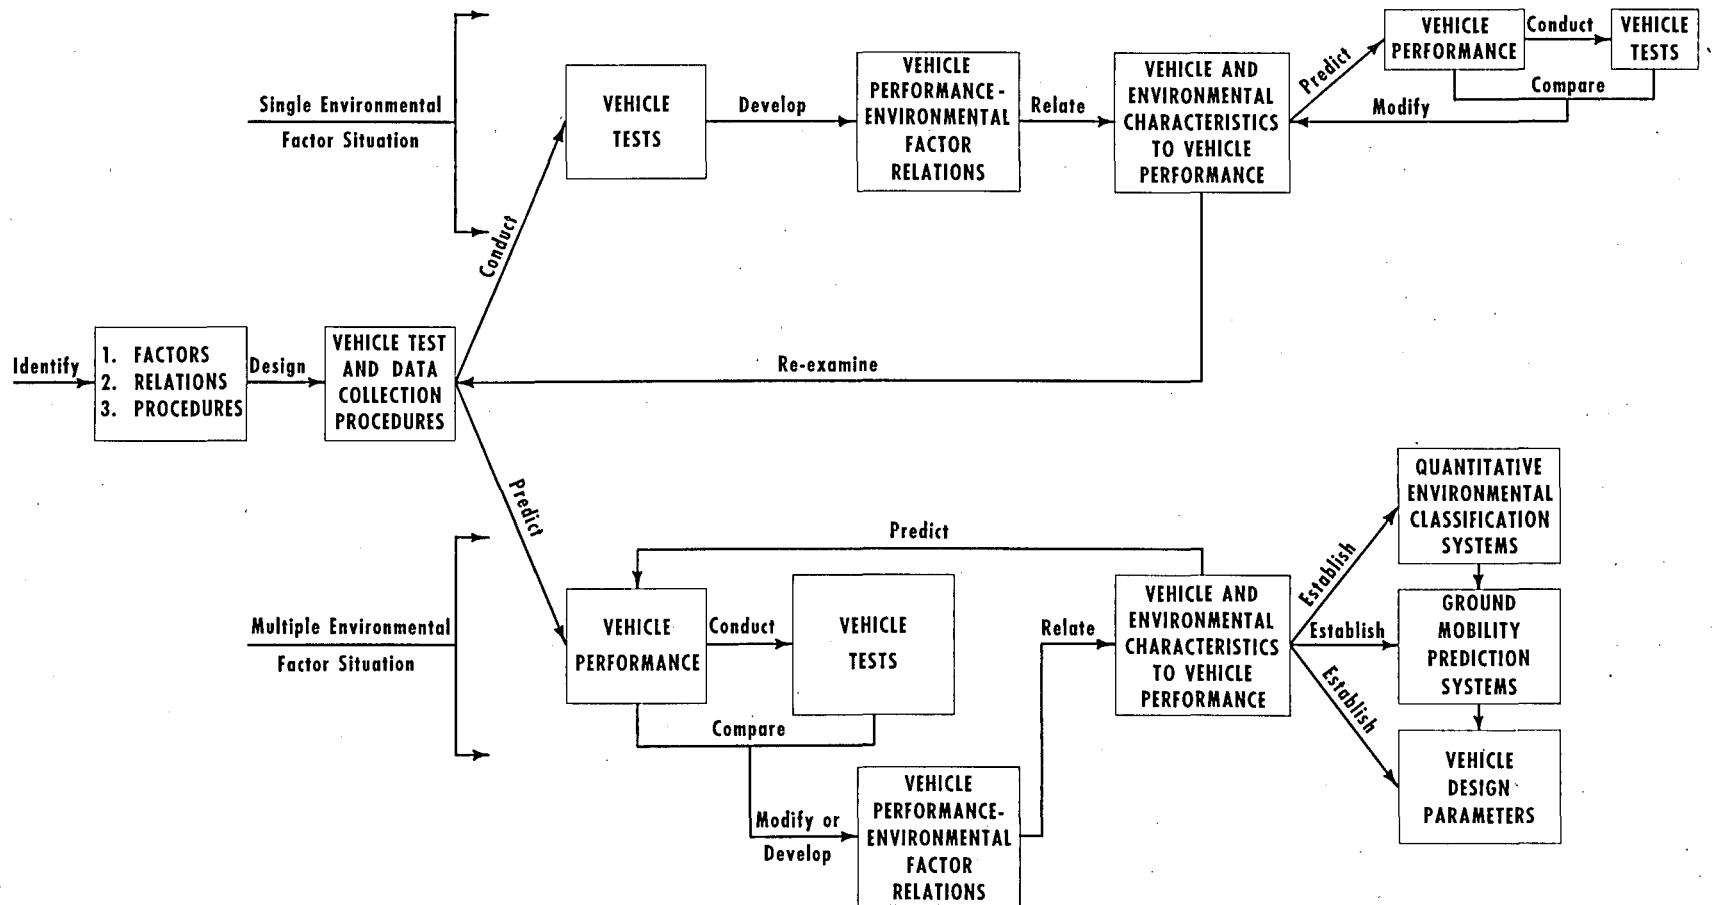 Single Environmental
Factor Situation
VEHICLE
TESTS
Develop
VEHICLE
PERFORMANCE-
ENVIRONMENTAL
FACTOR
RELATIONS
Relate
VEHICLE AND
ENVIRONMENTAL
CHARACTERISTICS
TO VEHICLE
PERFORMANCE
Predict
VEHICLE
PERFORMANCE
Conduct
VEHICLE
TESTS
Compare
Modify
Conduct
Identify
1. FACTORS
2. RELATIONS
3. PROCEDURES
Design
VEHICLE TEST
AND DATA
COLLECTION
PROCEDURES
Re-examine
Predict
Multiple Environmental
Factor Situation
Predict
VEHICLE
PERFORMANCE
Conduct
VEHICLE
TESTS
Compare
Modify or
Develop
VEHICLE
PERFORMANCE-
ENVIRONMENTAL
FACTOR
RELATIONS
Relate
VEHICLE AND
ENVIRONMENTAL
CHARACTERISTICS
TO VEHICLE
PERFORMANCE
Establish
Establish
Establish
QUANTITATIVE
ENVIRONMENTAL
CLASSIFICATION
SYSTEMS
GROUND
MOBILITY
PREDICTION
SYSTEMS
VEHICLE
DESIGN
PARAMETERS